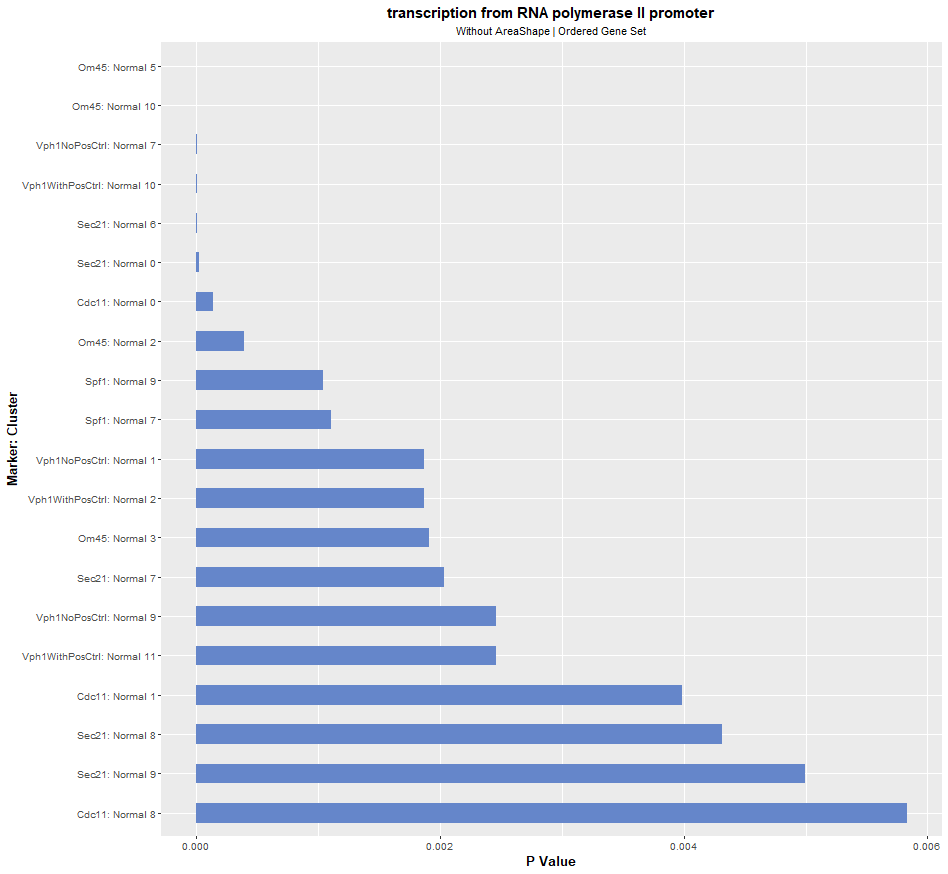 transcription from RNA polymerase II promoter
Without AreaShape | Ordered Gene Set
Om45: Normal 5
Om45: Normal 10
Vph1NoPosCtrl: Normal 7
Vph1WithPosCtrl: Normal 10
Sec21: Normal 6
Sec21: Normal 0
Cdc11: Normal 0
Om45: Normal 2
Spf1: Normal 9
Spf1: Normal 7
Vph1NoPosCtrl: Normal 1
Vph1WithPosCtrl: Normal 2
Om45: Normal 3
Sec21: Normal 7
Vph1NoPosCtrl: Normal 9
Vph1WithPosCtrl: Normal 11
Cdc11: Normal 1
Sec21: Normal 8
Sec21: Normal 9
Cdc11: Normal 8
Marker: Cluster
0.000 0.002 0.004 0.006
P Value